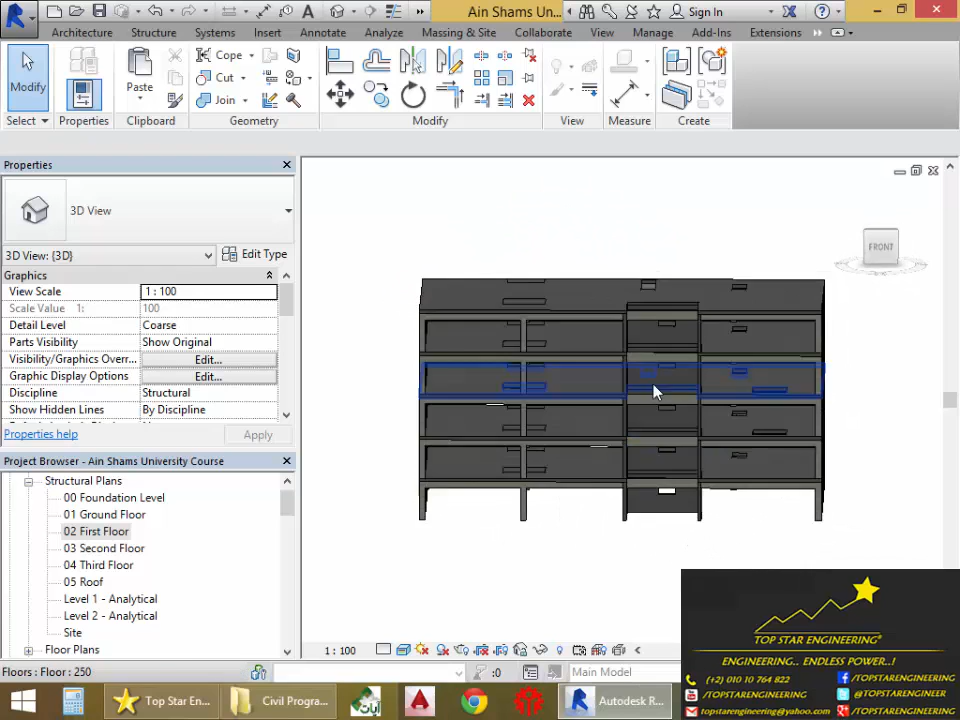 Ain Shams Un...
Sign In
Architecture Structure Systems Insert Annotate Analyze Massing & Site Collaborate View Manage Add-Ins Extensions
Modify
Paste
Cope
Cut
Join
Select Properties Clipboard Geometry Modify View Measure Create
Properties
3D View
3D View: {3D} Edit Type
Graphics
View Scale 1 : 100
Scale Value 1: 100
Detail Level Coarse
Parts Visibility Show Original
Visibility/Graphics Overr... Edit...
Graphic Display Options Edit...
Discipline Structural
Show Hidden Lines By Discipline
Properties help Apply
Project Browser - Ain Shams University Course
Structural Plans
00 Foundation Level
01 Ground Floor
02 First Floor
03 Second Floor
04 Third Floor
05 Roof
Level 1 - Analytical
Level 2 - Analytical
Site
Floor Plans
FRONT
1 : 100
Floors : Floor : 250
:0
Main Model
TOP STAR ENGINEERING®
ENGINEERING.. ENDLESS POWER..!
(+2) 010 10 764 822
/TOPSTARENGINEERING
/TOPSTARENGINEERING
@TOPSTARENGINEER
topstarengineering@yahoo.com
/TOPSTARENGINEERING
Top Star En...
Civil Progra...
Autodesk R...